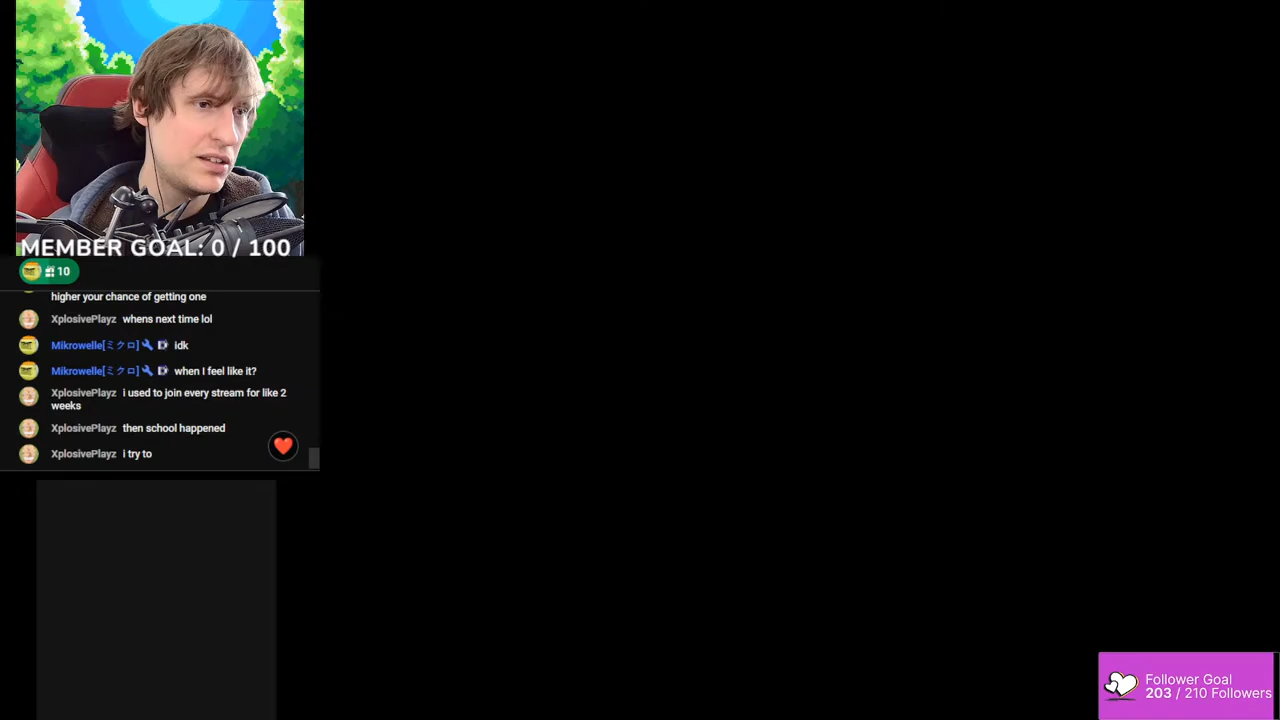 MEMBER GOAL: 0 / 100
10
higher your chance of getting one
XplosivePlayz whens next time lol
Mikrowelle[ミクロ] idk
Mikrowelle[ミクロ] when I feel like it?
XplosivePlayz i used to join every stream for like 2
weeks
XplosivePlayz then school happened
XplosivePlayz i try to
Follower Goal
203 / 210 Followers